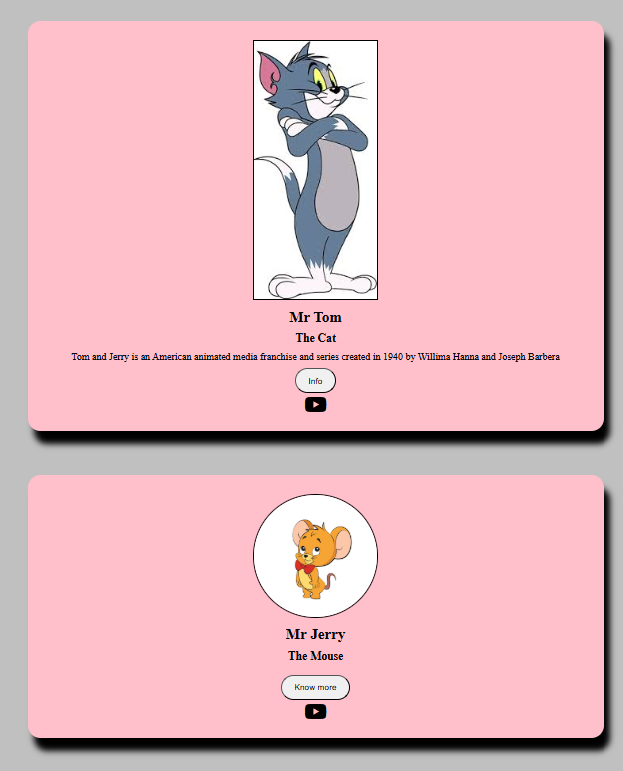 Mr Tom
The Cat
Tom and Jerry is an American animated media franchise and series created in 1940 by Willima Hanna and Joseph Barbera
Info
Mr Jerry
The Mouse
Know more